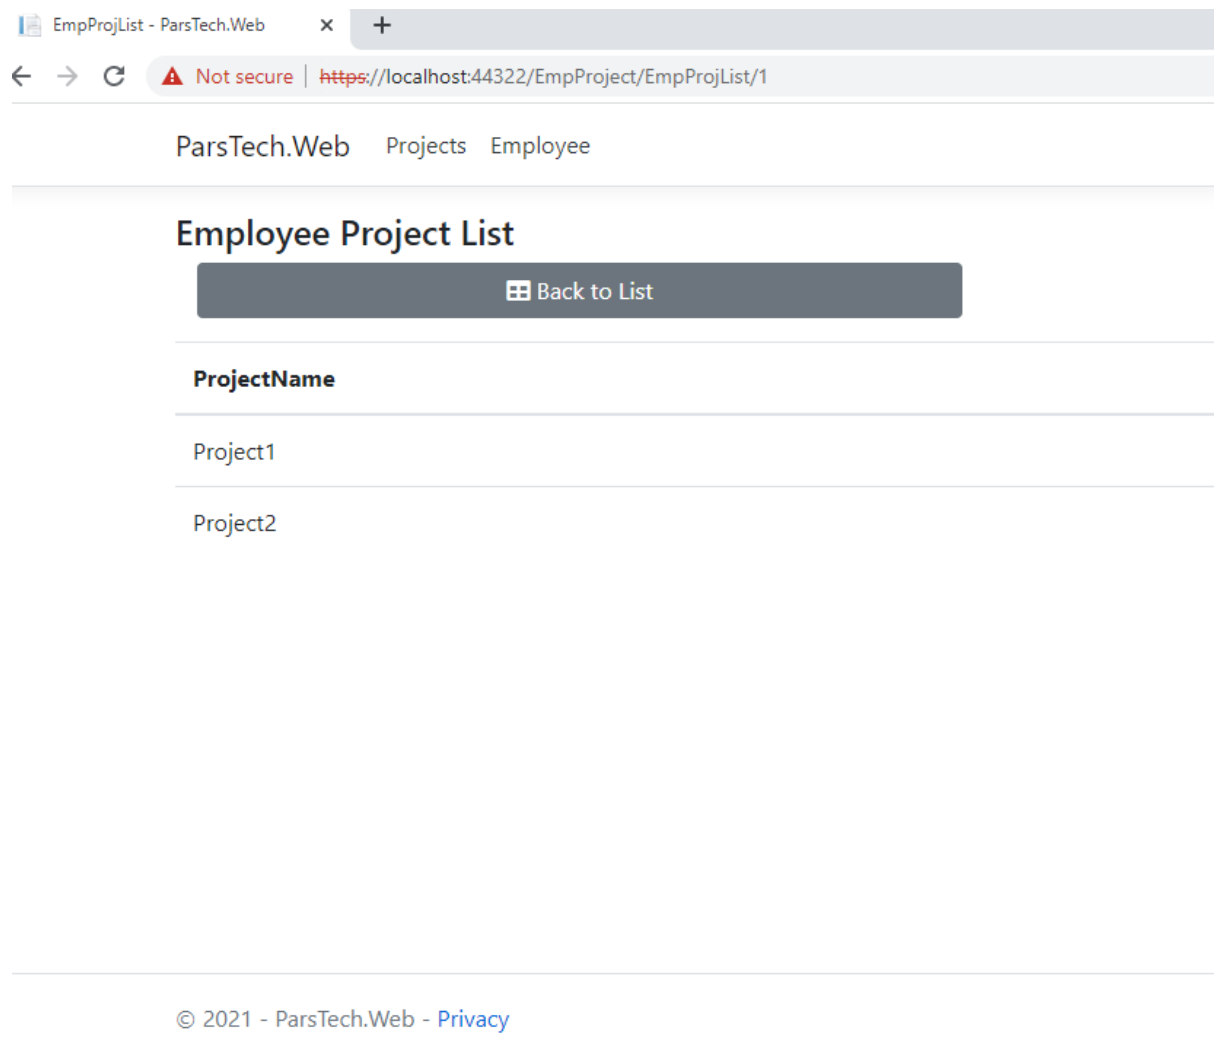 EmpProjList - ParsTech.Web
Not secure https://localhost:44322/EmpProject/EmpProjList/1
ParsTech.Web Projects Employee
Employee Project List
Back to List
ProjectName
Project1
Project2
© 2021 - ParsTech.Web - Privacy